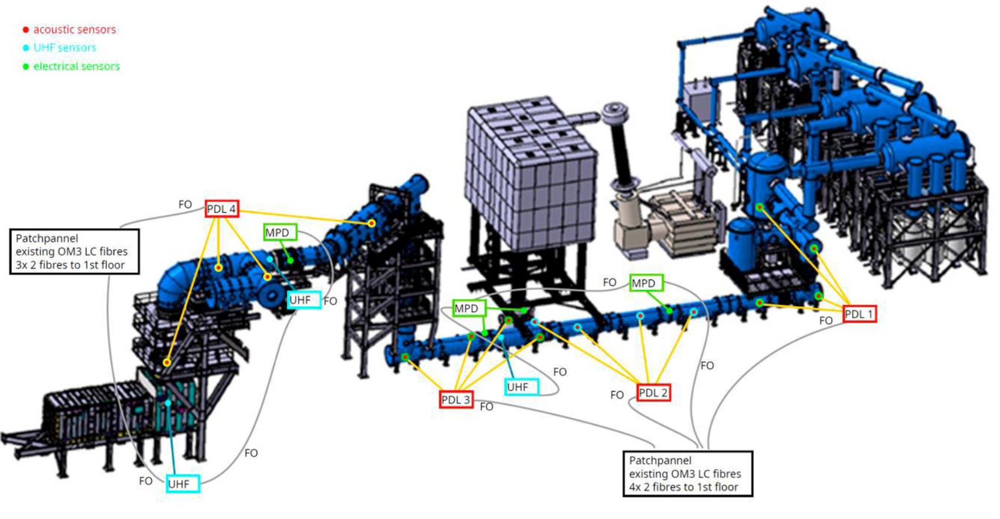 acoustic sensors
UHF sensors
electrical sensors
FO
PDL 4
MPD
Patchpannel
existing OM3 LC fibres
3x 2 fibres to 1st floor
UHF
FO
FO
MPD
MPD
PDL 1
FO
FO
FO
UHF
PDL 2
FO
PDL 3
FO
FO
FO
UHF
Patchpannel
existing OM3 LC fibres
4x 2 fibres to 1st floor